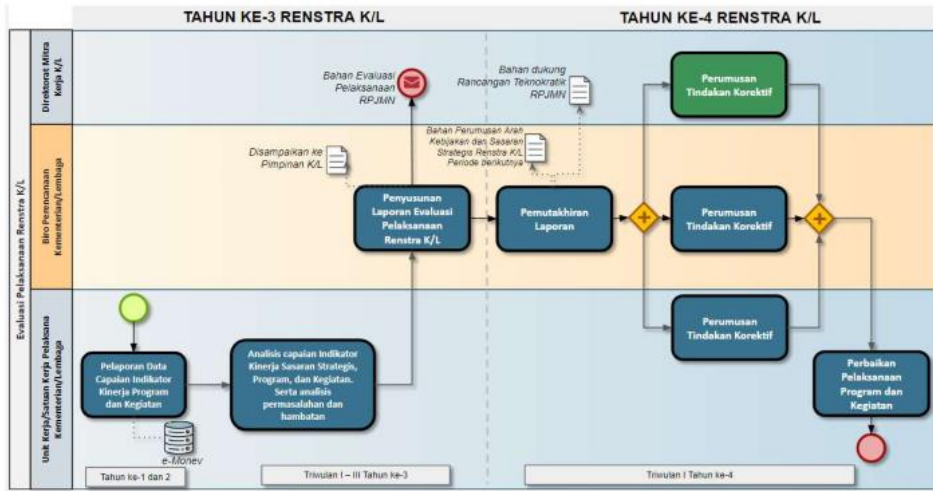 TAHUN KE-3 RENSTRA K/L
TAHUN KE-4 RENSTRA K/L
Evaluasi Pelaksanaan Renstra K/L
Direktorat Mitra
Kerja K/L
Bahan Evaluasi
Pelaksanaan
RPJMN
Bahan dukung
Rancangan Teknokratik
RPJMN
Perumusan
Tindakan Korektif
Biro Perencanaan
Kementerian/Lembaga
Disampaikan ke
Pimpinan K/L
Bahan Perumusan Arah
Kebijakan dan Sasaran
Strategis Renstra K/L
Periode berikutnya
Penyusunan
Laporan Evaluasi
Pelaksanaan
Renstra K/L
Pemutakhiran
Laporan
Perumusan
Tindakan Korektif
Unit Kerja/Satuan Kerja Pelaksana
Kementerian/Lembaga
Pelaporan Data
Capaian Indikator
Kinerja Program
dan Kegiatan
e-Monev
Analisis capaian Indikator
Kinerja Sasaran Strategis,
Program, dan Kegiatan.
Serta analisis
permasalahan dan
hambatan
Perumusan
Tindakan Korektif
Perbaikan
Pelaksanaan
Program dan
Kegiatan
Tahun ke-1 dan 2
Triwulan I – III Tahun ke-3
Triwulan I Tahun ke-4